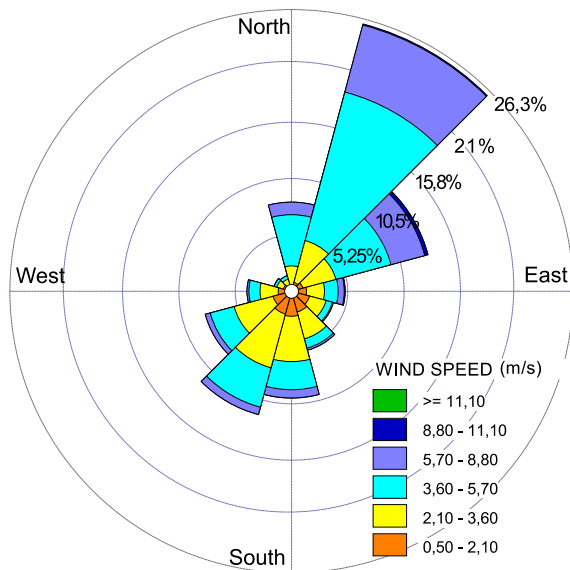 North
26,3%
21%
15,8%
10,5%
5,25%
West
East
WIND SPEED (m/s)
>= 11,10
8,80 - 11,10
5,70 - 8,80
3,60 - 5,70
2,10 - 3,60
0,50 - 2,10
South